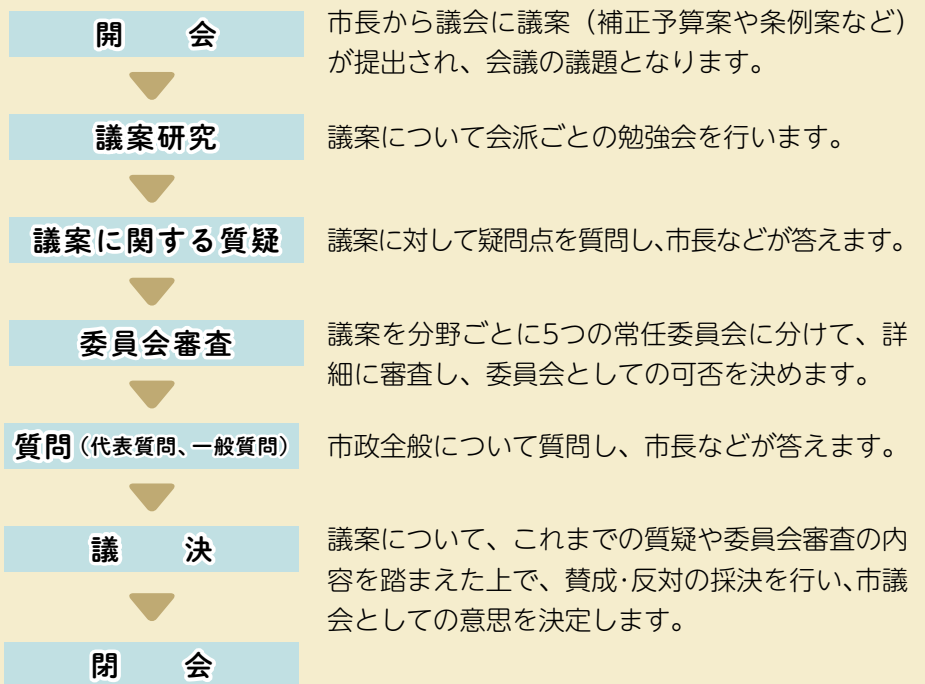 開　会
市長から議会に議案（補正予算案や条例案など）
が提出され、会議の議題となります。
議案研究
議案について会派ごとの勉強会を行います。
議案に関する質疑
議案に対して疑問点を質問し、市長などが答えます。
委員会審査
議案を分野ごとに5つの常任委員会に分けて、詳
細に審査し、委員会としての可否を決めます。
質問（代表質問、一般質問）
市政全般について質問し、市長などが答えます。
議　決
議案について、これまでの質疑や委員会審査の内
容を踏まえた上で、賛成・反対の採決を行い、市議
会としての意思を決定します。
閉　会